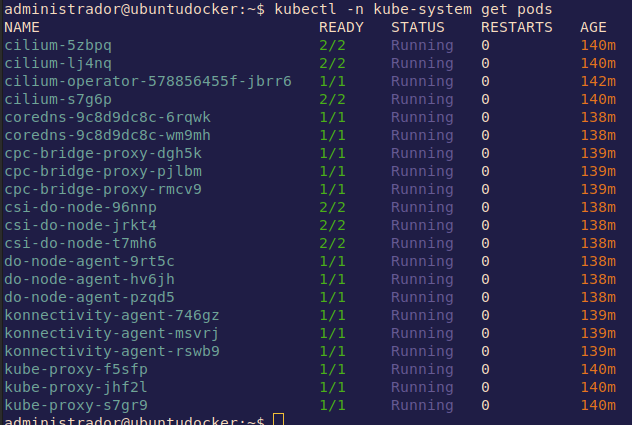 administrador@ubuntudocker:~$ kubectl -n kube-system get pods
NAME READY STATUS RESTARTS AGE
cilium-5zbpq 2/2 Running 0 140m
cilium-lj4nq 2/2 Running 0 140m
cilium-operator-578856455f-jbrr6 1/1 Running 0 142m
cilium-s7g6p 2/2 Running 0 140m
coredns-9c8d9dc8c-6rqwk 1/1 Running 0 138m
coredns-9c8d9dc8c-wm9mh 1/1 Running 0 138m
cpc-bridge-proxy-dgh5k 1/1 Running 0 139m
cpc-bridge-proxy-pjlbm 1/1 Running 0 139m
cpc-bridge-proxy-rmcv9 1/1 Running 0 139m
csi-do-node-96nnp 2/2 Running 0 138m
csi-do-node-jrkt4 2/2 Running 0 138m
csi-do-node-t7mh6 2/2 Running 0 138m
do-node-agent-9rt5c 1/1 Running 0 138m
do-node-agent-hv6jh 1/1 Running 0 138m
do-node-agent-pzqd5 1/1 Running 0 138m
konnectivity-agent-746gz 1/1 Running 0 139m
konnectivity-agent-msvrj 1/1 Running 0 139m
konnectivity-agent-rswb9 1/1 Running 0 139m
kube-proxy-f5sfp 1/1 Running 0 140m
kube-proxy-jhf2l 1/1 Running 0 140m
kube-proxy-s7gr9 1/1 Running 0 140m
administrador@ubuntudocker:~$